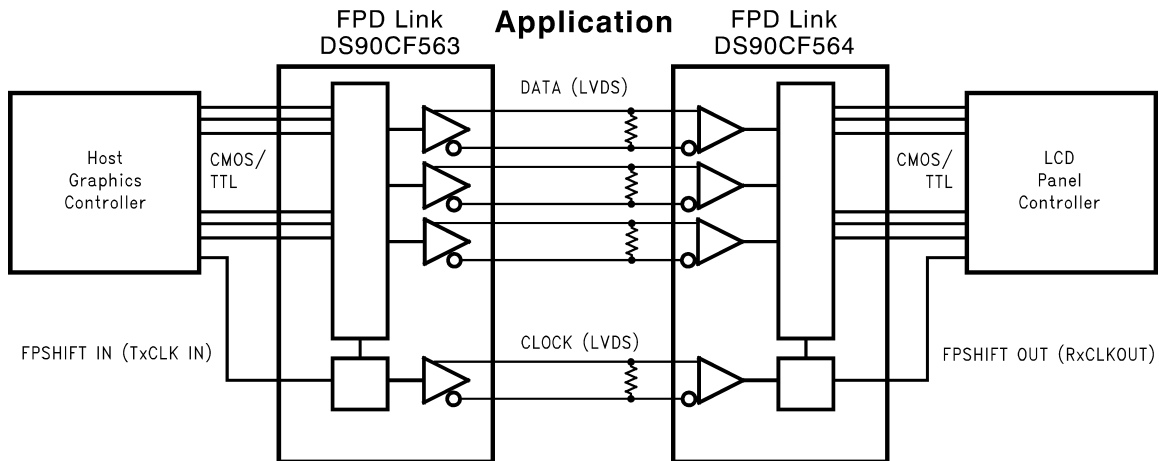 Application
FPD Link
DS90CF563
FPD Link
DS90CF564
DATA (LVDS)
Host
Graphics
Controller
CMOS/
TTL
CMOS/
TTL
LCD
Panel
Controller
CLOCK (LVDS)
FPSHIFT IN (TxCLK IN)
FPSHIFT OUT (RxCLKOUT)